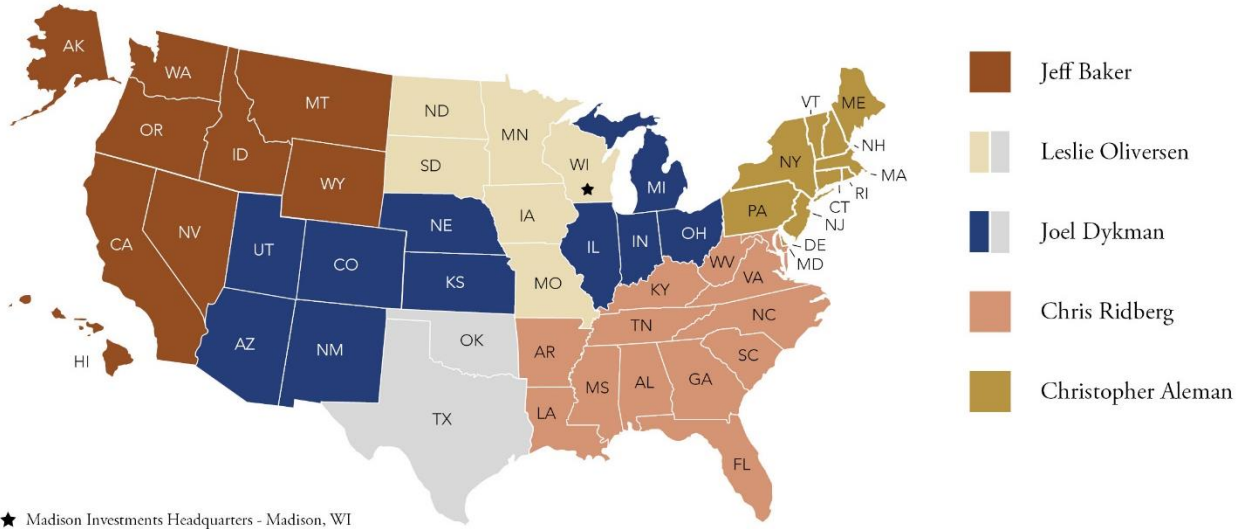 AK
WA
OR
ID
MT
WY
CA
NV
HI
UT
CO
AZ
NM
ND
SD
NE
KS
OK
TX
MN
IA
MO
WI
IL
IN
MI
OH
AR
LA
KY
TN
MS
AL
GA
FL
SC
NC
VA
WV
PA
NY
VT
ME
NH
MA
RI
CT
NJ
DE
MD
Jeff Baker
Leslie Oliversen
Joel Dykman
Chris Ridberg
Christopher Aleman
Madison Investments Headquarters - Madison, WI